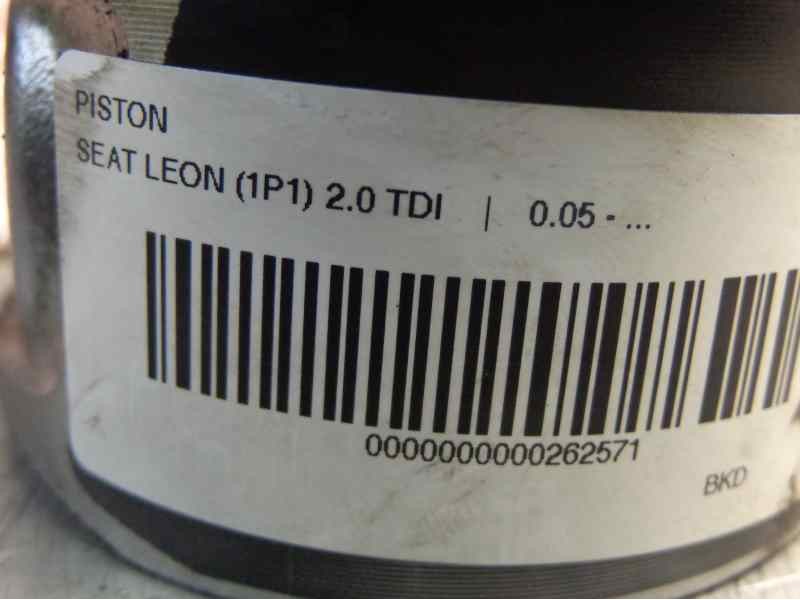 PISTON
SEAT LEON (1P1) 2.0 TDI | 0.05 - ...
0000000000262571
BKD